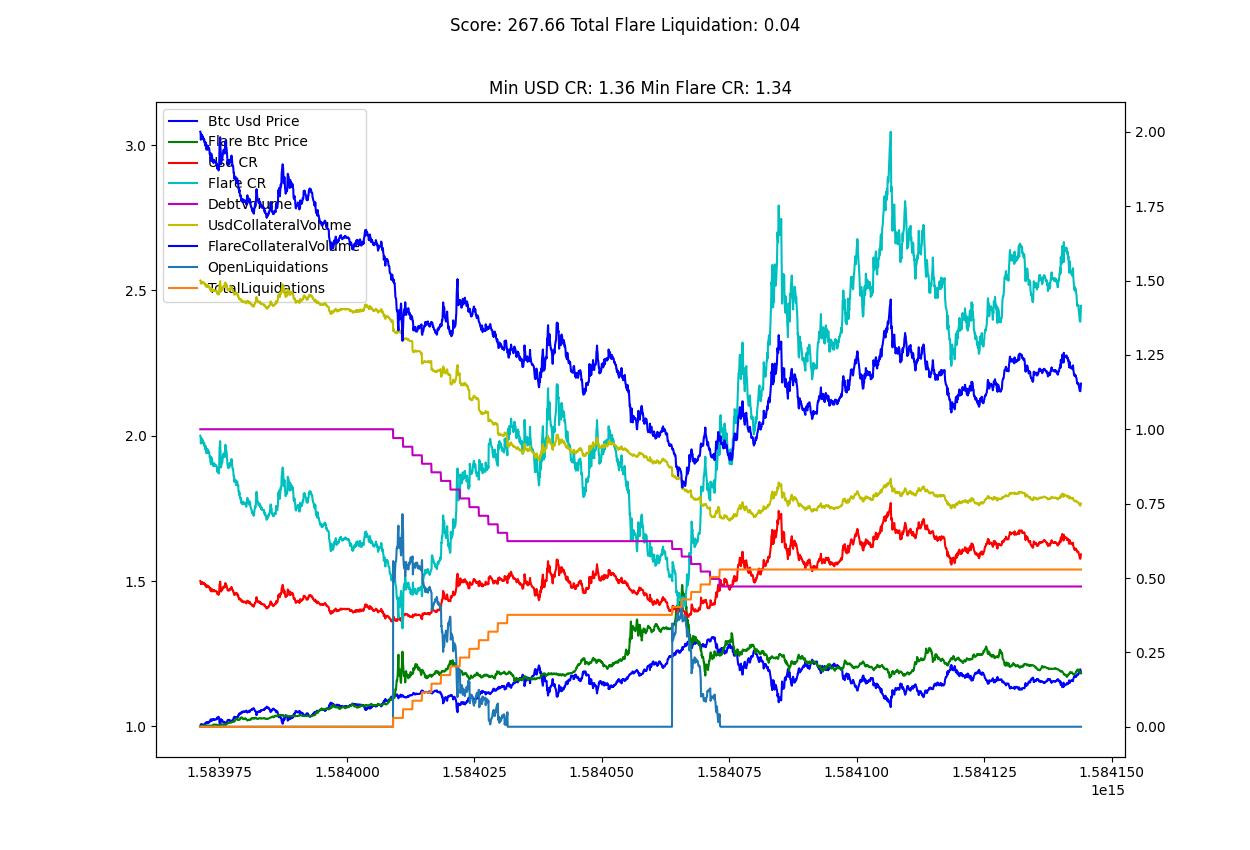 Score: 267.66 Total Flare Liquidation: 0.04
Min USD CR: 1.36 Min Flare CR: 1.34
Btc Usd Price
Flare Btc Price
Usd CR
Flare CR
DebtVolume
UsdCollateralVolume
FlareCollateralVolume
OpenLiquidations
TotalLiquidations
3.0
2.5
2.0
1.5
1.0
2.00
1.75
1.50
1.25
1.00
0.75
0.50
0.25
0.00
1.583975
1.584000
1.584025
1.584050
1.584075
1.584100
1.584125
1.584150
1e15